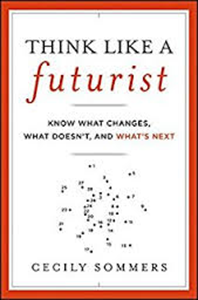 THINK LIKE A
futurist
KNOW WHAT CHANGES,
WHAT DOESN'T, AND WHAT'S NEXT
CECILY SOMMERS